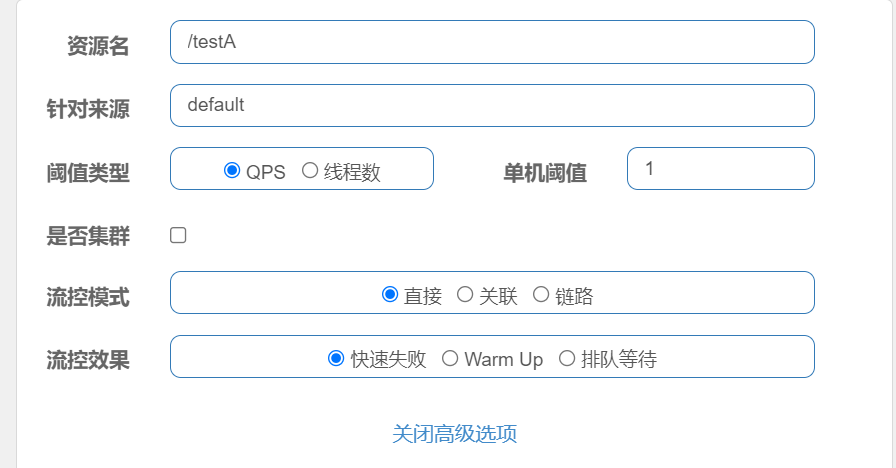 资源名 /testA
针对来源 default
阈值类型 QPS 线程数 单机阈值 1
是否集群
流控模式 直接 关联 链路
流控效果 快速失败 Warm Up 排队等待
关闭高级选项